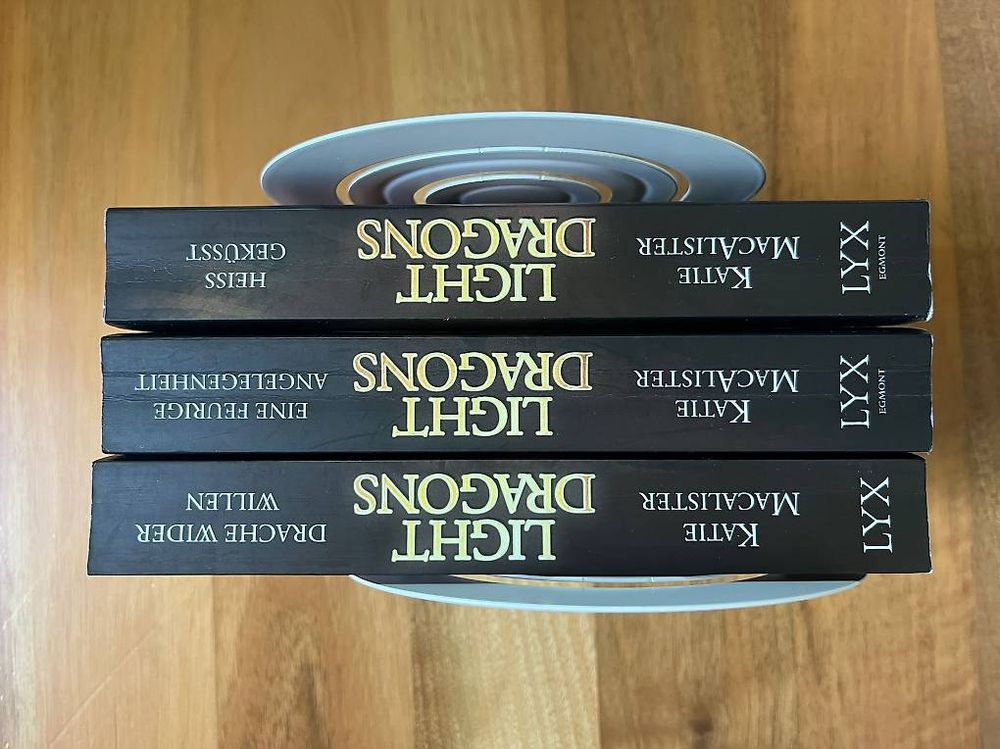 DRACHE WIDER
WILLEN
LIGHT
DRAGONS
KATIE
MACALISTER
LYX
EINE FEURIGE
ANGELEGENHEIT
LIGHT
DRAGONS
KATIE
MACALISTER
LYX
EGMONT
HEISS
GEKÜSST
LIGHT
DRAGONS
KATIE
MACALISTER
LYX
EGMONT